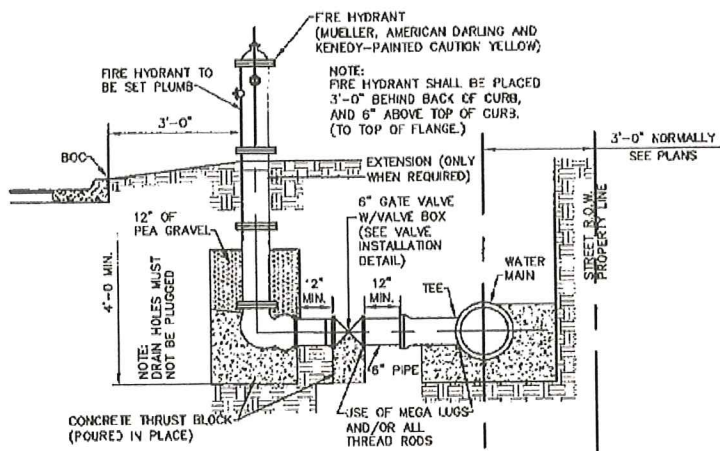 FIRE HYDRANT
(MUELLER, AMERICAN DARLING AND
KENEDY-PAINTED CAUTION YELLOW)
FIRE HYDRANT TO
BE SET PLUMB
NOTE:
FIRE HYDRANT SHALL BE PLACED
3'-0" BEHIND BACK OF CURB,
AND 6" ABOVE TOP OF CURB.
(TO TOP OF FLANGE.)
3'-0"
3'-0" NORMALLY
SEE PLANS
BOC
EXTENSION (ONLY
WHEN REQUIRED)
6" GATE VALVE
W/VALVE BOX
(SEE VALVE
INSTALLATION
DETAIL)
12" OF
PEA GRAVEL
STREET R.O.W.
PROPERTY LINE
WATER
MAIN
4'-0 MIN.
12"
MIN.
12"
MIN.
TEE
NOTE:
DRAIN HOLES MUST
NOT BE PLUGGED
6" PIPE
CONCRETE THRUST BLOCK
(POURED IN PLACE)
USE OF MEGA LUGS
AND/OR ALL
THREAD RODS